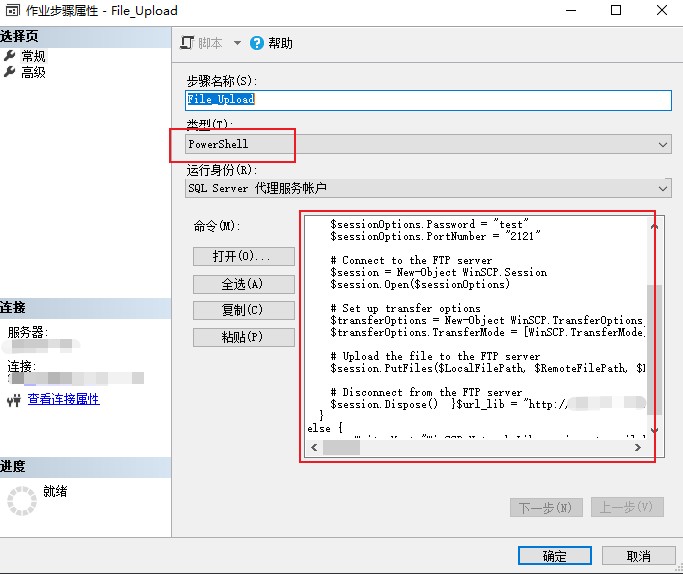 作业步骤属性 - File_Upload
选择页
常规
高级
脚本
帮助
步骤名称(S):
File_Upload
类型(T):
PowerShell
运行身份(R):
SQL Server 代理服务帐户
命令(M):
打开(O)...
全选(A)
复制(C)
粘贴(P)
$sessionOptions.Password = "test"
$sessionOptions.PortNumber = "2121"
# Connect to the FTP server
$session = New-Object WinSCP.Session
$session.Open($sessionOptions)
# Set up transfer options
$transferOptions = New-Object WinSCP.TransferOptions
$transferOptions.TransferMode = [WinSCP.TransferMode
# Upload the file to the FTP server
$session.PutFiles($LocalFilePath, $RemoteFilePath,
# Disconnect from the FTP server
$session.Dispose() }$url_lib = "http:/
}
else {
连接
服务器:
连接:
查看连接属性
进度
就绪
下一步(N)
上一步(V)
确定
取消